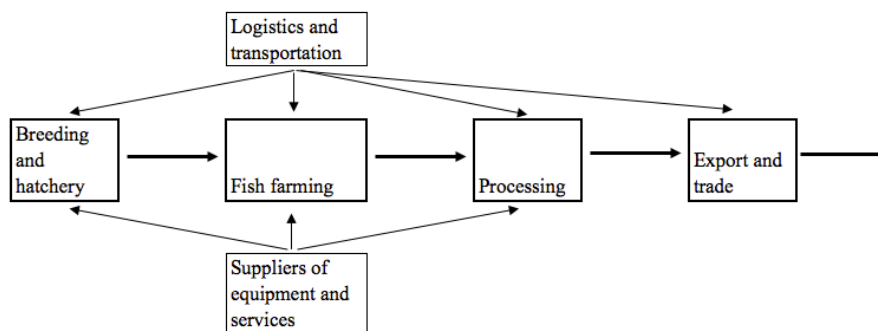 Logistics and
transportation
Breeding
and
hatchery
Fish farming
Processing
Export and
trade
Suppliers of
equipment and
services